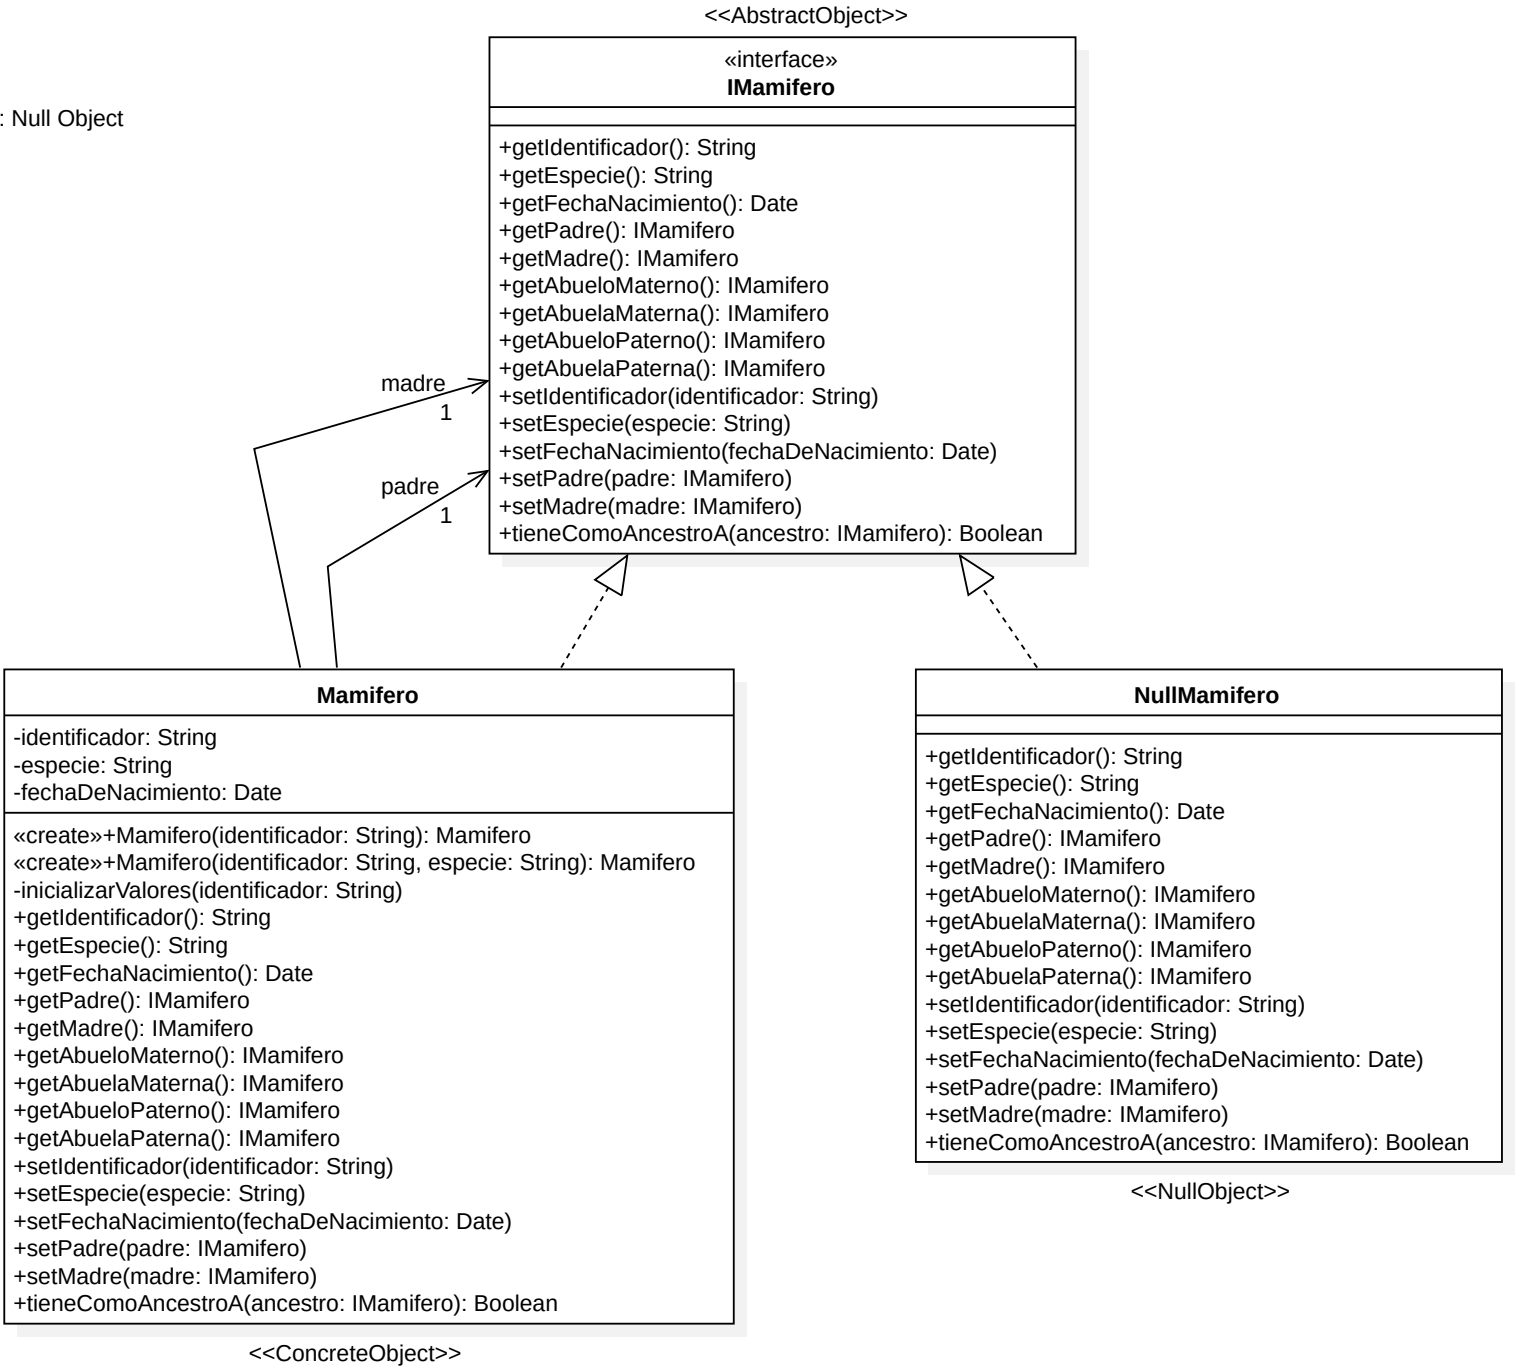 <<AbstractObject>>
«interface»
IMamifero
: Null Object
+getIdentificador(): String
+getEspecie(): String
+getFechaNacimiento(): Date
+getPadre(): IMamifero
+getMadre(): IMamifero
+getAbueloMaterno(): IMamifero
+getAbuelaMaterna(): IMamifero
+getAbueloPaterno(): IMamifero
+getAbuelaPaterna(): IMamifero
+setIdentificador(identificador: String)
+setEspecie(especie: String)
+setFechaNacimiento(fechaDeNacimiento: Date)
+setPadre(padre: IMamifero)
+setMadre(madre: IMamifero)
+tieneComoAncestroA(ancestro: IMamifero): Boolean
madre
1
padre
1
Mamifero
-identificador: String
-especie: String
-fechaDeNacimiento: Date
«create»+Mamifero(identificador: String): Mamifero
«create»+Mamifero(identificador: String, especie: String): Mamifero
-inicializarValores(identificador: String)
+getIdentificador(): String
+getEspecie(): String
+getFechaNacimiento(): Date
+getPadre(): IMamifero
+getMadre(): IMamifero
+getAbueloMaterno(): IMamifero
+getAbuelaMaterna(): IMamifero
+getAbueloPaterno(): IMamifero
+getAbuelaPaterna(): IMamifero
+setIdentificador(identificador: String)
+setEspecie(especie: String)
+setFechaNacimiento(fechaDeNacimiento: Date)
+setPadre(padre: IMamifero)
+setMadre(madre: IMamifero)
+tieneComoAncestroA(ancestro: IMamifero): Boolean
<<ConcreteObject>>
NullMamifero
+getIdentificador(): String
+getEspecie(): String
+getFechaNacimiento(): Date
+getPadre(): IMamifero
+getMadre(): IMamifero
+getAbueloMaterno(): IMamifero
+getAbuelaMaterna(): IMamifero
+getAbueloPaterno(): IMamifero
+getAbuelaPaterna(): IMamifero
+setIdentificador(identificador: String)
+setEspecie(especie: String)
+setFechaNacimiento(fechaDeNacimiento: Date)
+setPadre(padre: IMamifero)
+setMadre(madre: IMamifero)
+tieneComoAncestroA(ancestro: IMamifero): Boolean
<<NullObject>>